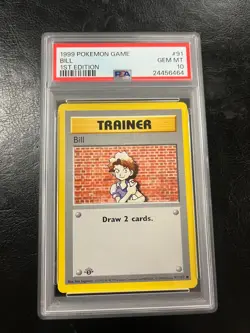 1999 POKEMON GAME #91
BILL GEM MT
1ST EDITION PSA 10
24456464
TRAINER
Bill
Draw 2 cards.